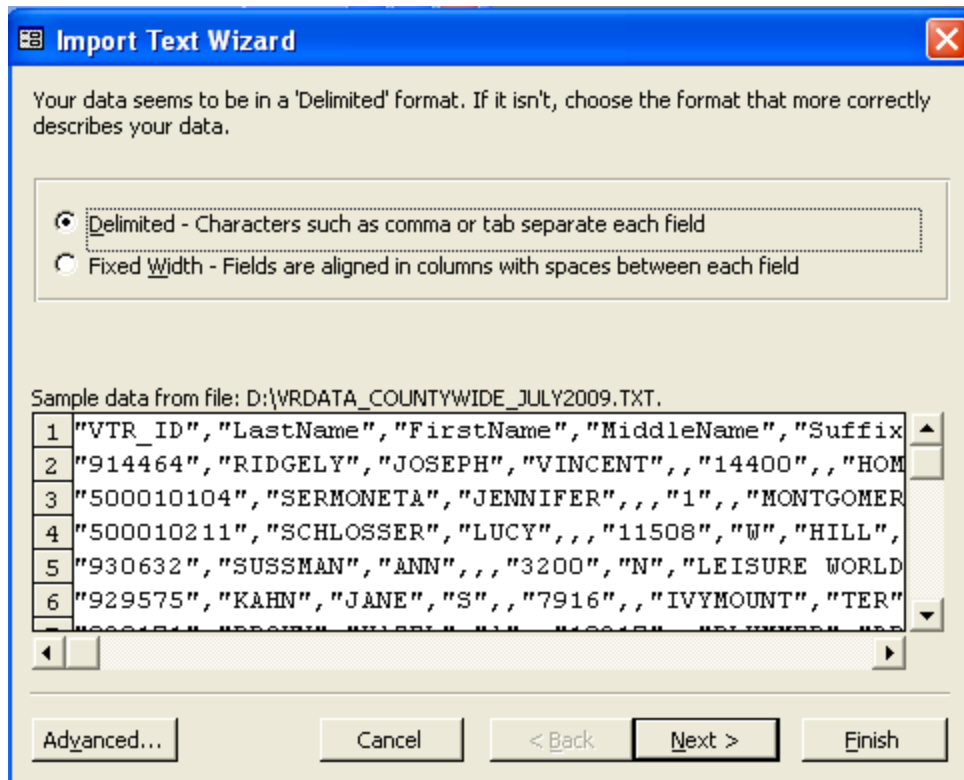 Import Text Wizard
Your data seems to be in a 'Delimited' format. If it isn't, choose the format that more correctly
describes your data.
Delimited - Characters such as comma or tab separate each field
Fixed Width - Fields are aligned in columns with spaces between each field
Sample data from file: D:\VRDATA_COUNTYWIDE_JULY2009.TXT.
1 "VTR_ID","LastName","FirstName","MiddleName","Suffix
2 "914464","RIDGELY","JOSEPH","VINCENT",,"14400",,"HOM
3 "500010104","SERMONETA","JENNIFER",,,"1",,"MONTGOMER
4 "500010211","SCHLOSSER","LUCY",,,"11508","W","HILL",
5 "930632","SUSSMAN","ANN",,,"3200","N","LEISURE WORLD
6 "929575","KAHN","JANE","S",,"7916",,"IVYMOUNT","TER"
Advanced... Cancel < Back Next > Finish